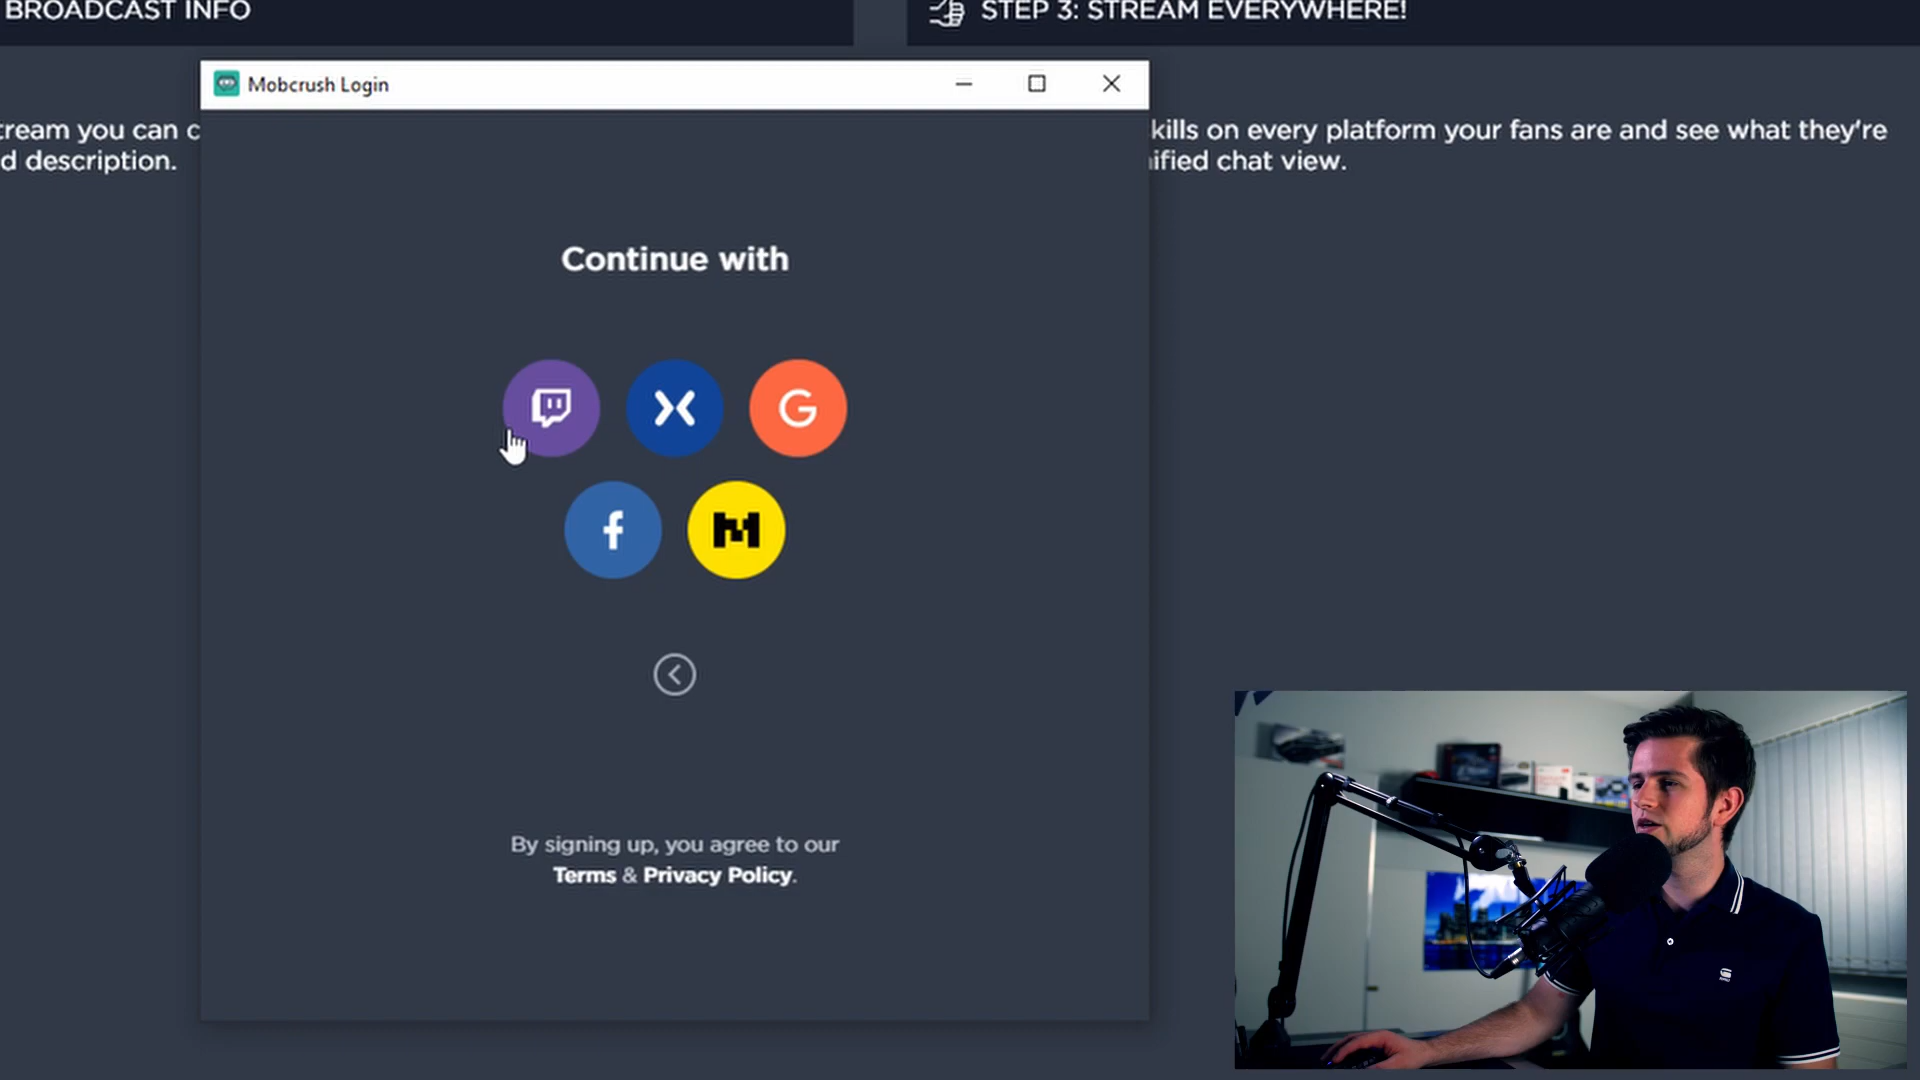 BROADCAST INFO
STEP 3: STREAM EVERYWHERE!
Mobcrush Login
tream you can c
d description.
kills on every platform your fans are and see what they're
ified chat view.
Continue with
G
f
M
By signing up, you agree to our
Terms & Privacy Policy.